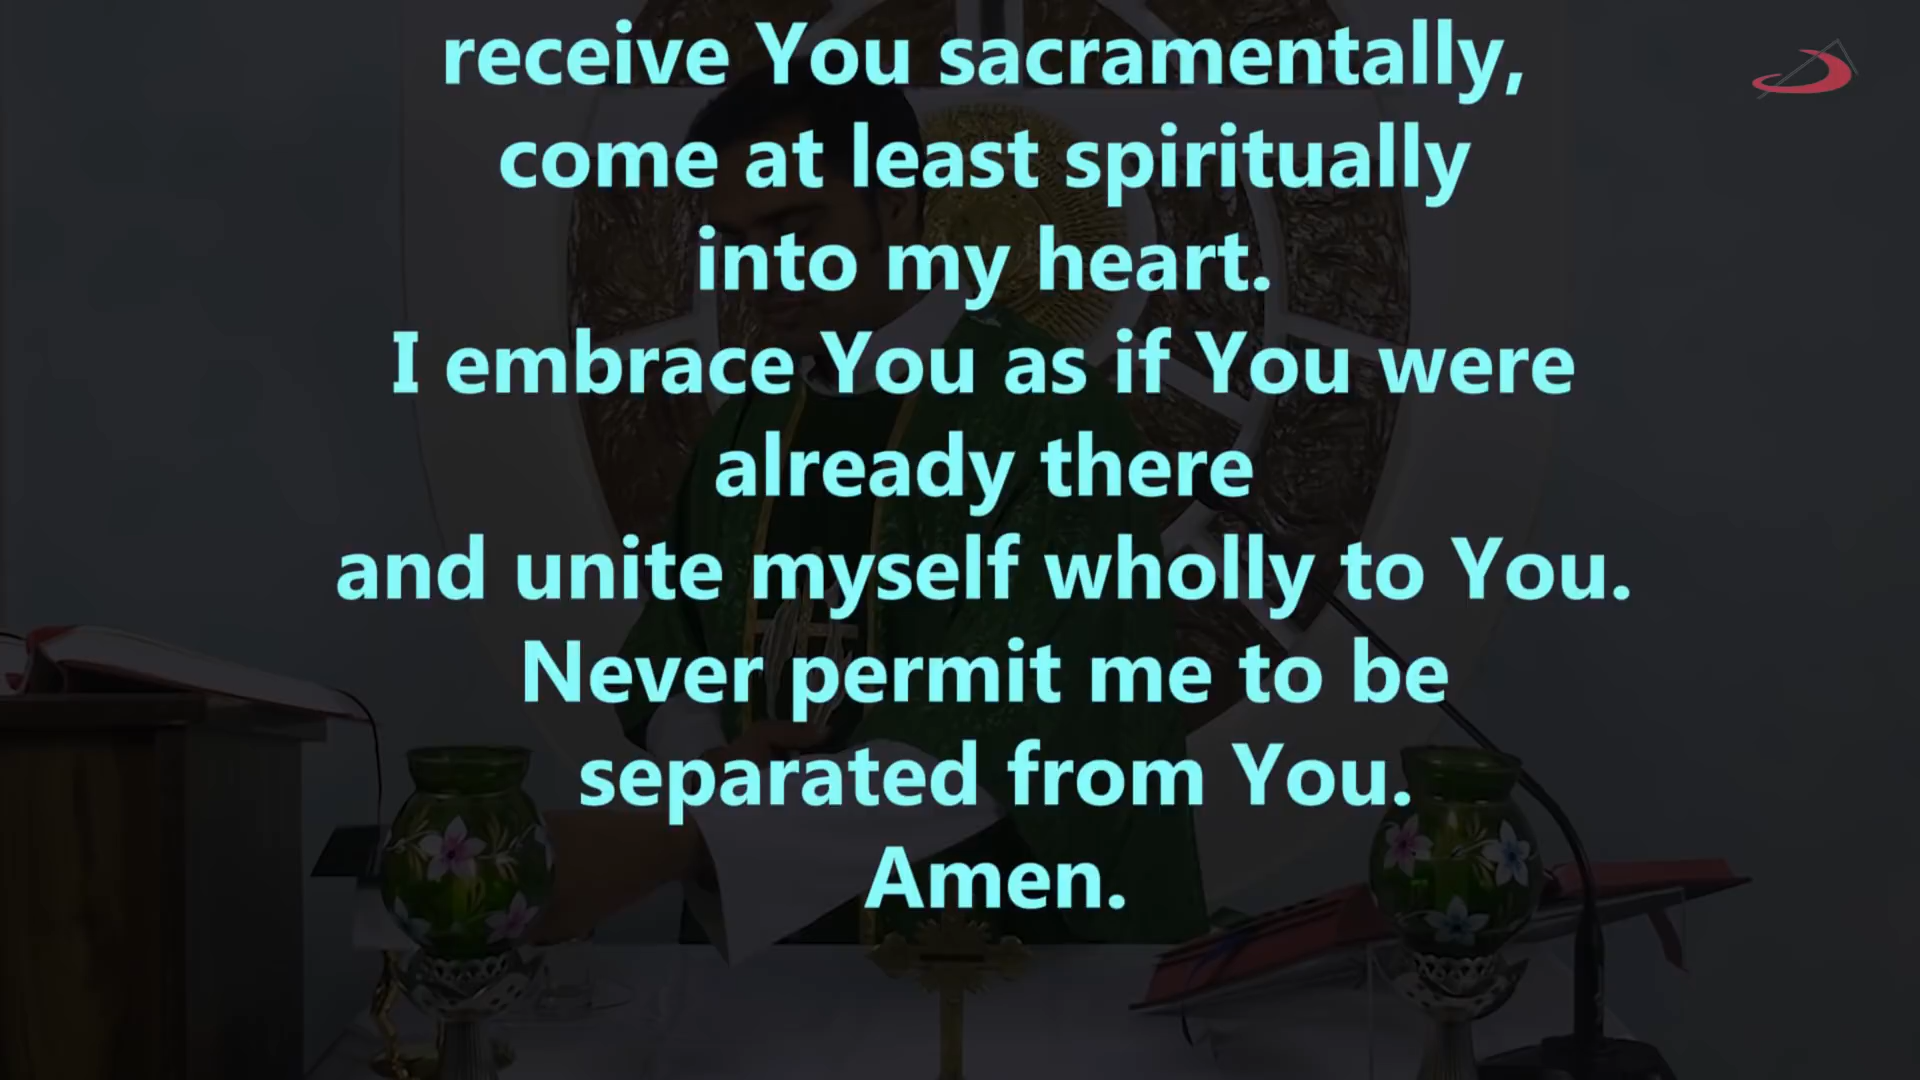 receive You sacramentally,
come at least spiritually
into my heart.
I embrace You as if You were
already there
and unite myself wholly to You.
Never permit me to be
separated from You.
Amen.